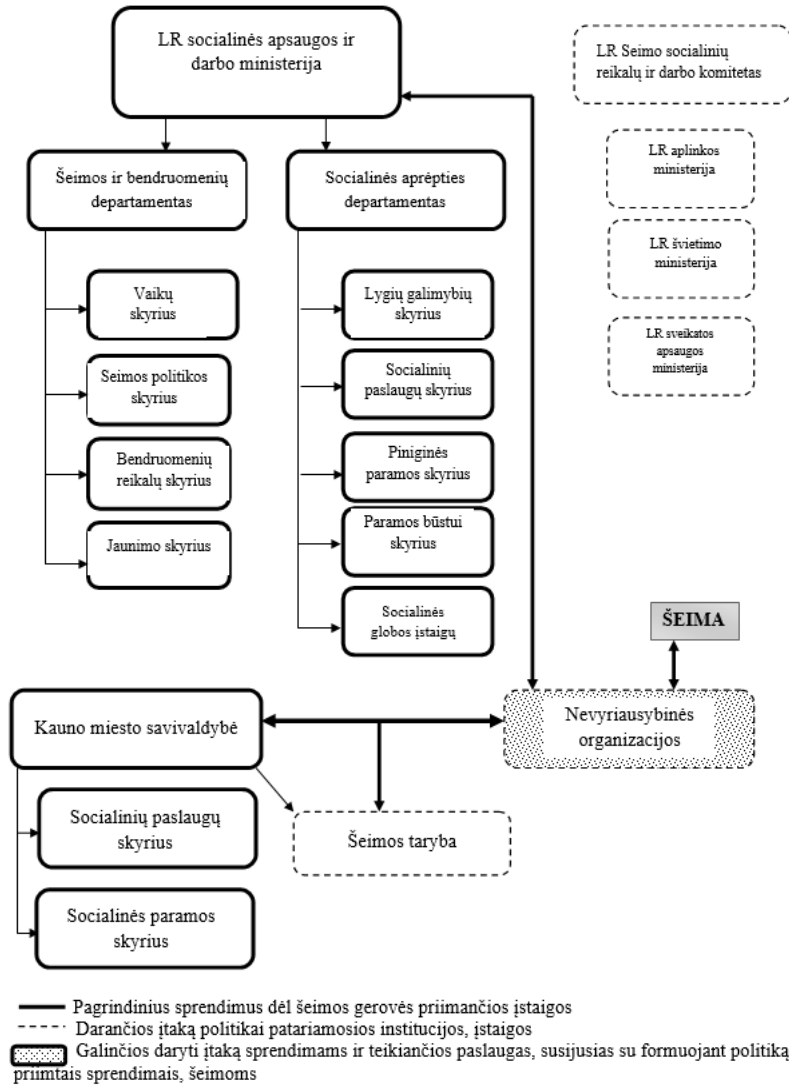 LR socialinės apsaugos ir
darbo ministerija
LR Seimo socialinių
reikalų ir darbo komitetas
LR aplinkos
ministerija
LR švietimo
ministerija
LR sveikatos
apsaugos
ministerija
Šeimos ir bendruomenių
departamentas
Socialinės aprėpties
departamentas
Vaikų
skyrius
Seimos politikos
skyrius
Bendruomenių
reikalų skyrius
Jaunimo skyrius
Lygių galimybių
skyrius
Socialinių
paslaugų skyrius
Piniginės
paramos skyrius
Paramos būstui
skyrius
Socialinės
globos įstaigų
ŠEIMA
Kauno miesto savivaldybė
Nevyriausybinės
organizacijos
Socialinių paslaugų
skyrius
Šeimos taryba
Socialinės paramos
skyrius
Pagrindinius sprendimus dėl šeimos gerovės priimančios įstaigos
Darančios įtaką politikai patariamosios institucijos, įstaigos
Galinčios daryti įtaką sprendimams ir teikiančios paslaugas, susijusias su formuojant politiką
priimtais sprendimais, šeimoms